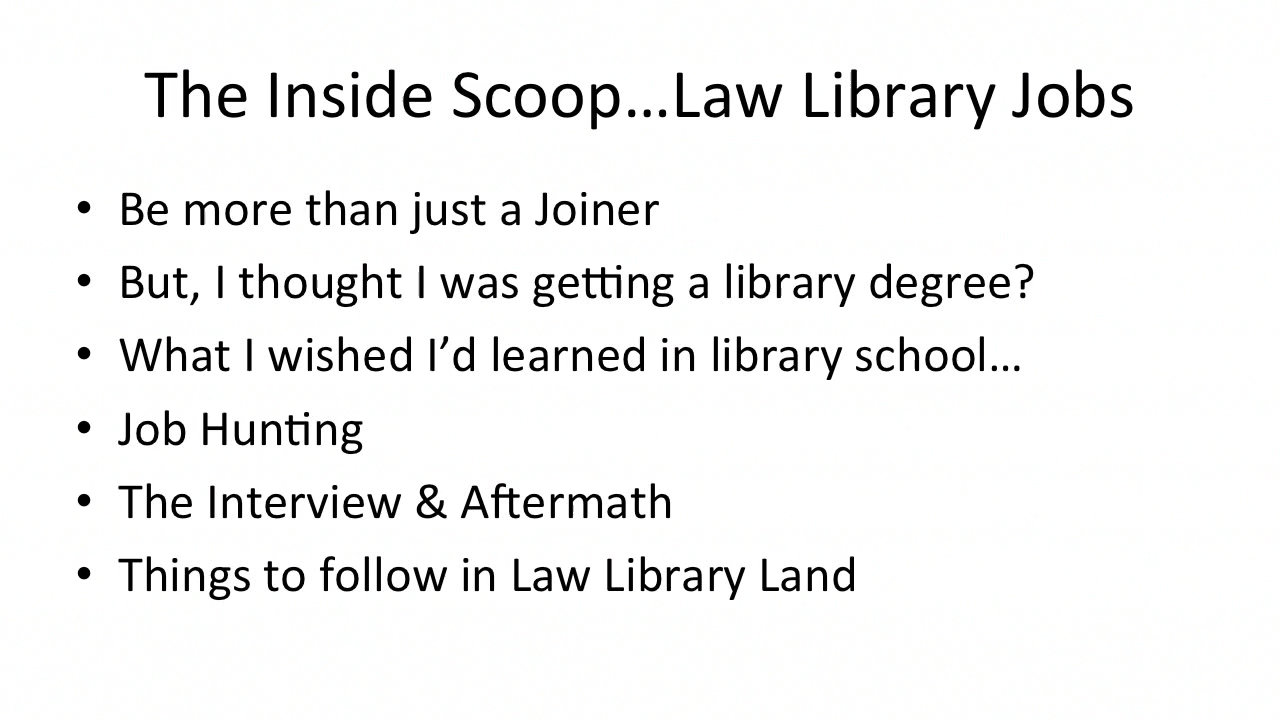 The Inside Scoop…Law Library Jobs
• Be more than just a Joiner
• But, I thought I was getting a library degree?
• What I wished I’d learned in library school…
• Job Hunting
• The Interview & Aftermath
• Things to follow in Law Library Land